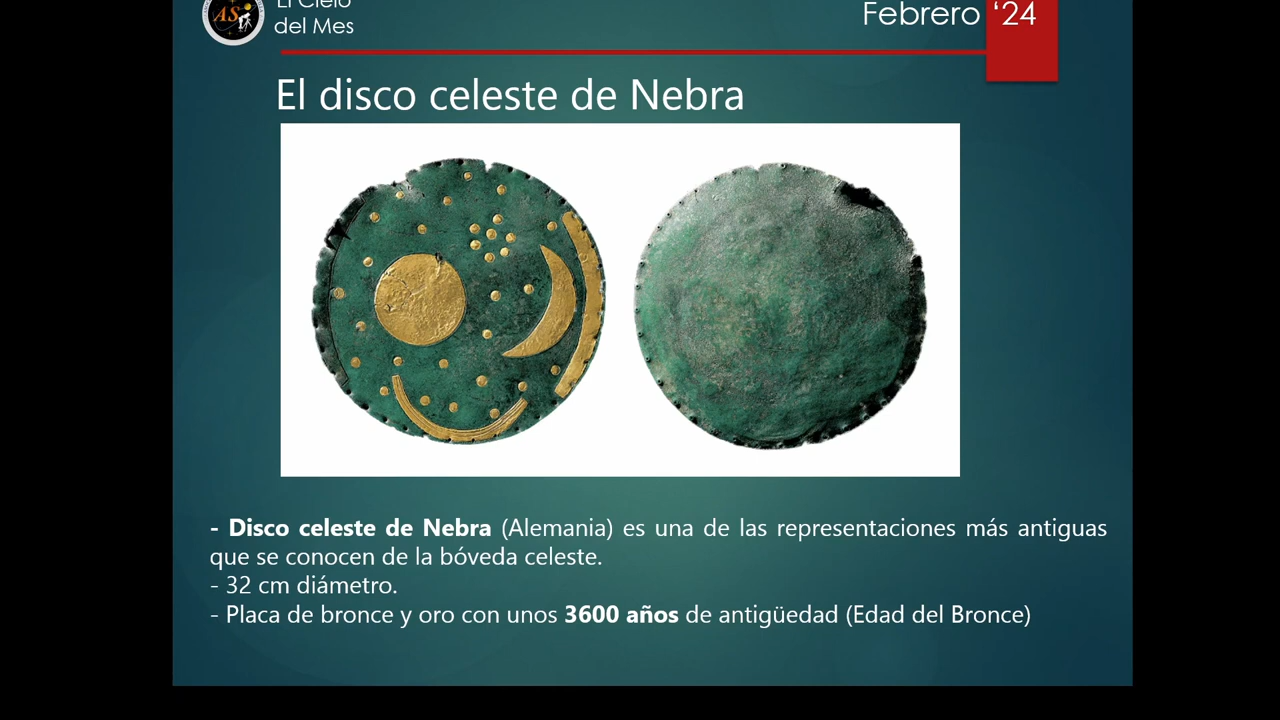 El Cielo
del Mes
Febrero ‘24
AS
El disco celeste de Nebra
- Disco celeste de Nebra (Alemania) es una de las representaciones más antiguas
que se conocen de la bóveda celeste.
- 32 cm diámetro.
- Placa de bronce y oro con unos 3600 años de antigüedad (Edad del Bronce)